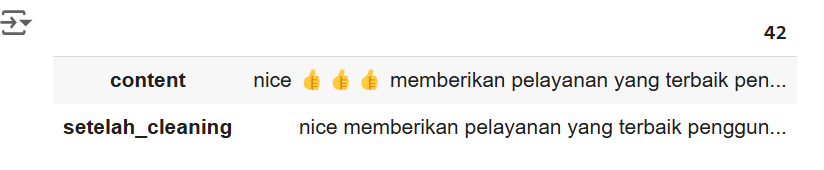 42
content nice 👍 👍 👍 memberikan pelayanan yang terbaik pen...
setelah_cleaning nice memberikan pelayanan yang terbaik penggun...